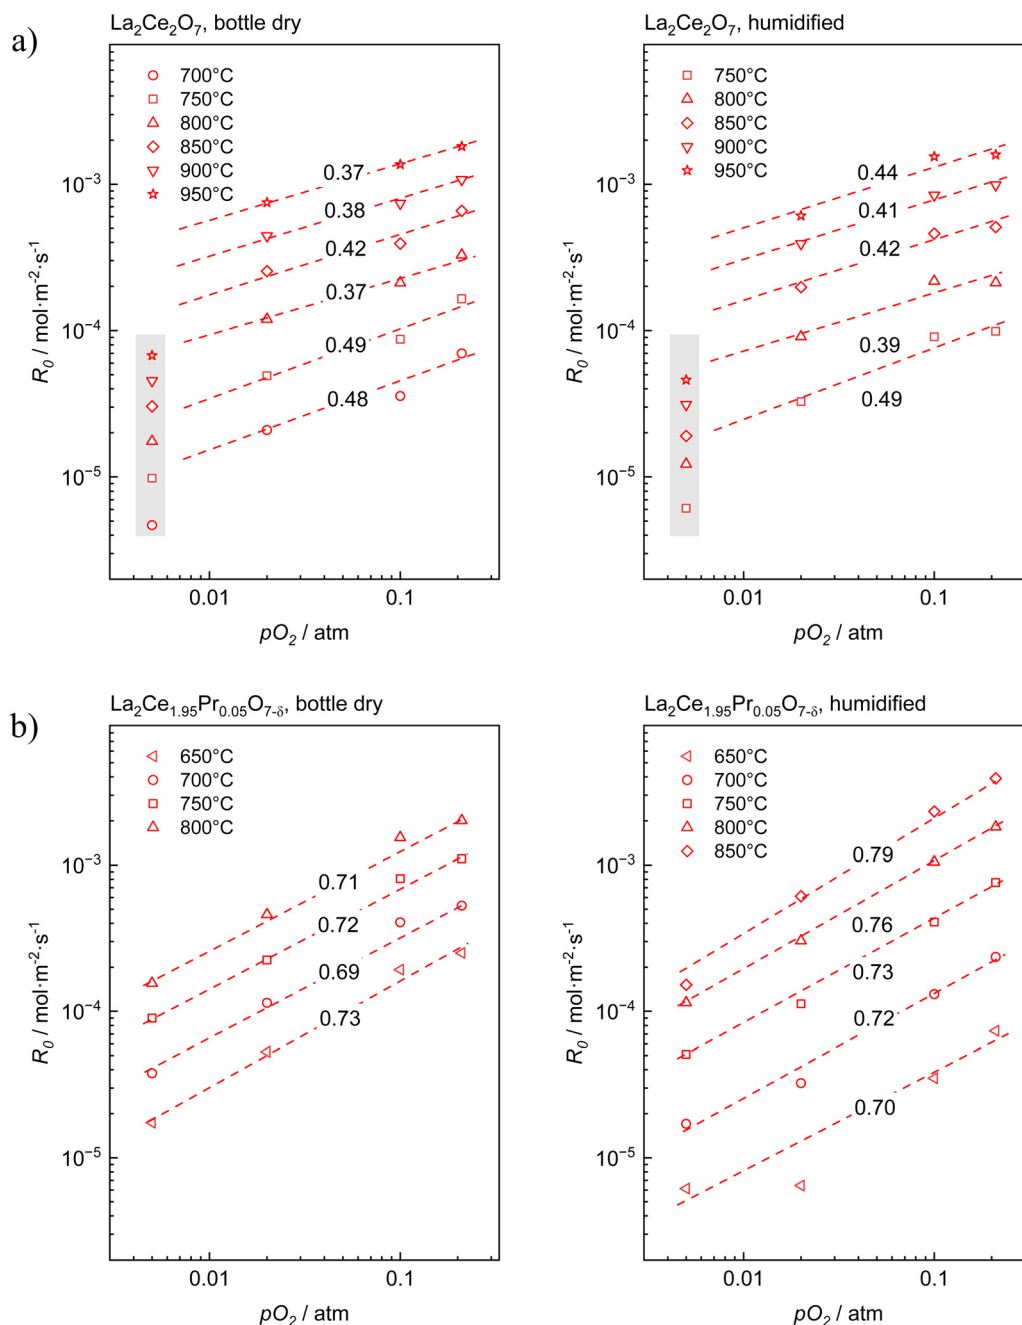 a)
La₂Ce₂O₇, bottle dry
700°C
750°C
800°C
850°C
900°C
950°C
0.37
0.38
0.42
0.37
0.49
0.48
10⁻³
10⁻⁴
10⁻⁵
R₀ / mol·m⁻²·s⁻¹
0.01
0.1
pO₂ / atm
La₂Ce₂O₇, humidified
750°C
800°C
850°C
900°C
950°C
0.44
0.41
0.42
0.39
0.49
10⁻³
10⁻⁴
10⁻⁵
R₀ / mol·m⁻²·s⁻¹
0.01
0.1
pO₂ / atm
b)
La₂Ce₁.₉₅Pr₀.₀₅O₇₋δ, bottle dry
650°C
700°C
750°C
800°C
0.71
0.72
0.69
0.73
10⁻³
10⁻⁴
10⁻⁵
R₀ / mol·m⁻²·s⁻¹
0.01
0.1
pO₂ / atm
La₂Ce₁.₉₅Pr₀.₀₅O₇₋δ, humidified
650°C
700°C
750°C
800°C
850°C
0.79
0.76
0.73
0.72
0.70
10⁻³
10⁻⁴
10⁻⁵
R₀ / mol·m⁻²·s⁻¹
0.01
0.1
pO₂ / atm